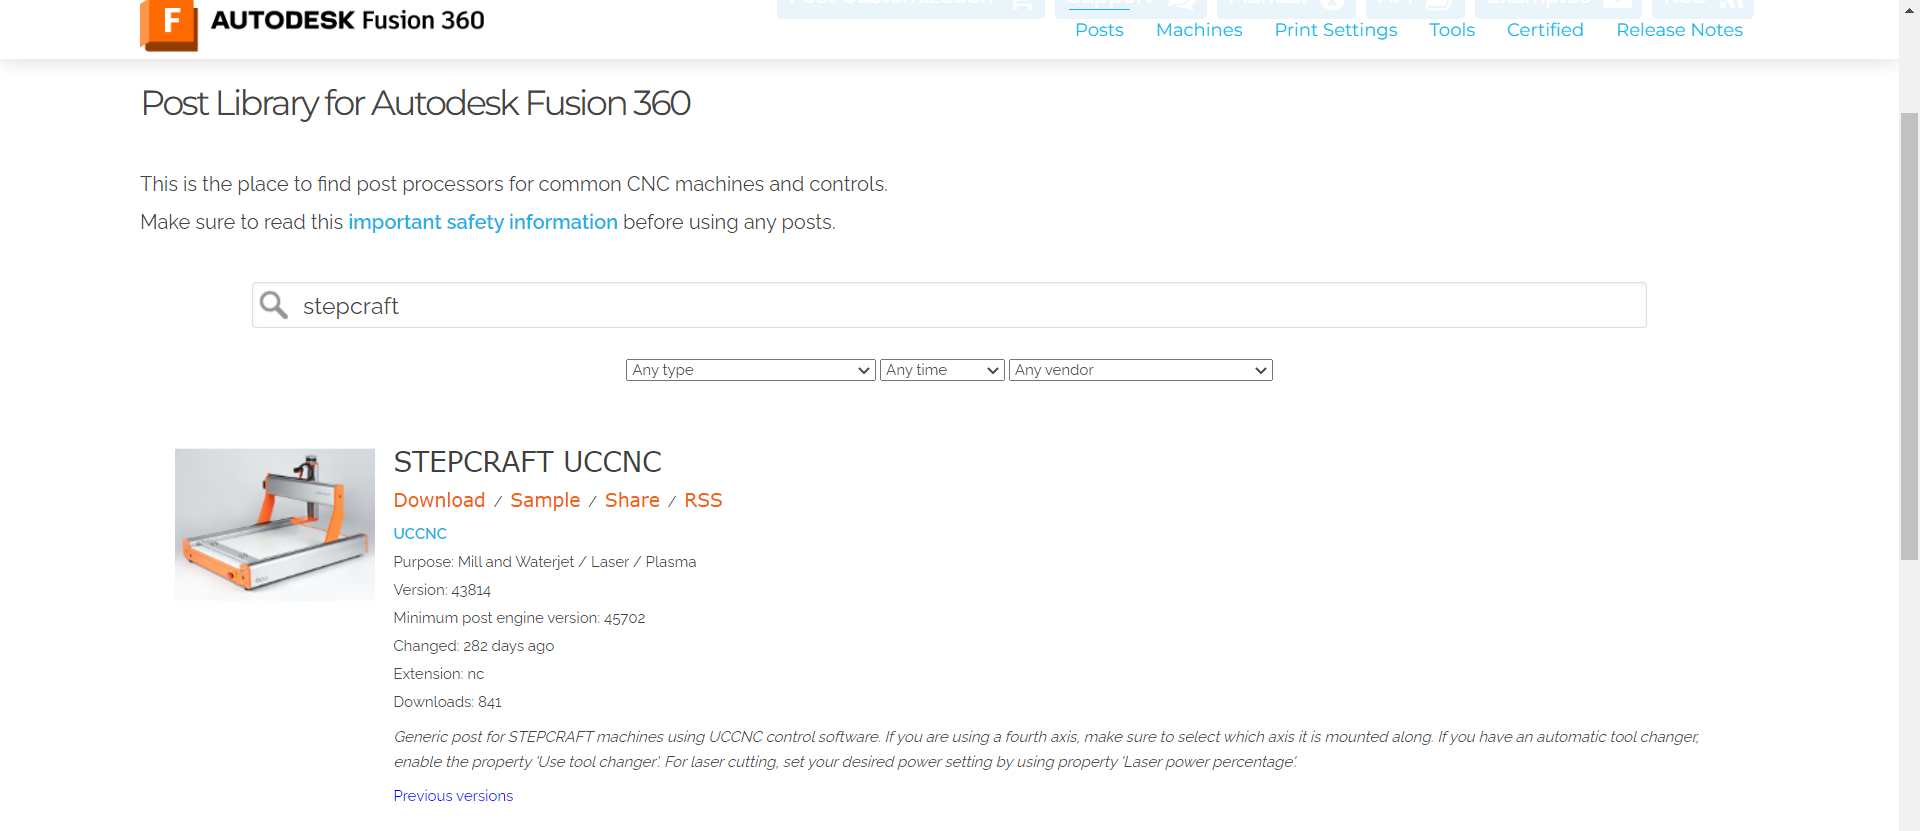 AUTODESK Fusion 360
Posts Machines Print Settings Tools Certified Release Notes
Post Library for Autodesk Fusion 360
This is the place to find post processors for common CNC machines and controls.
Make sure to read this important safety information before using any posts.
stepcraft
Any type Any time Any vendor
STEPCRAFT UCCNC
Download / Sample / Share / RSS
UCCNC
Purpose: Mill and Waterjet / Laser / Plasma
Version: 43814
Minimum post engine version: 45702
Changed: 282 days ago
Extension: nc
Downloads: 841
Generic post for STEPCRAFT machines using UCCNC control software. If you are using a fourth axis, make sure to select which axis it is mounted along. If you have an automatic tool changer,
enable the property 'Use tool changer'. For laser cutting, set your desired power setting by using property 'Laser power percentage'.
Previous versions